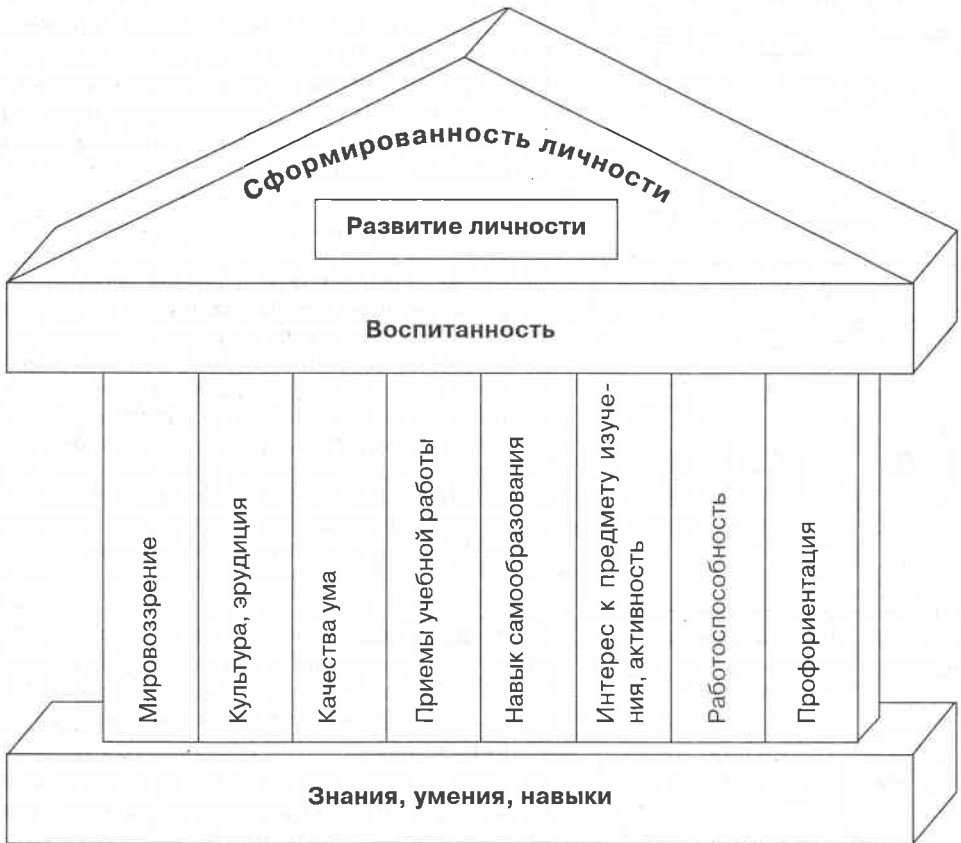 Сформированность личности
Развитие личности
Воспитанность
Мировоззрение
Культура, эрудиция
Качества ума
Приемы учебной работы
Навык самообразования
Интерес к предмету изуче-
ния, активность
Работоспособность
Профориентация
Знания, умения, навыки